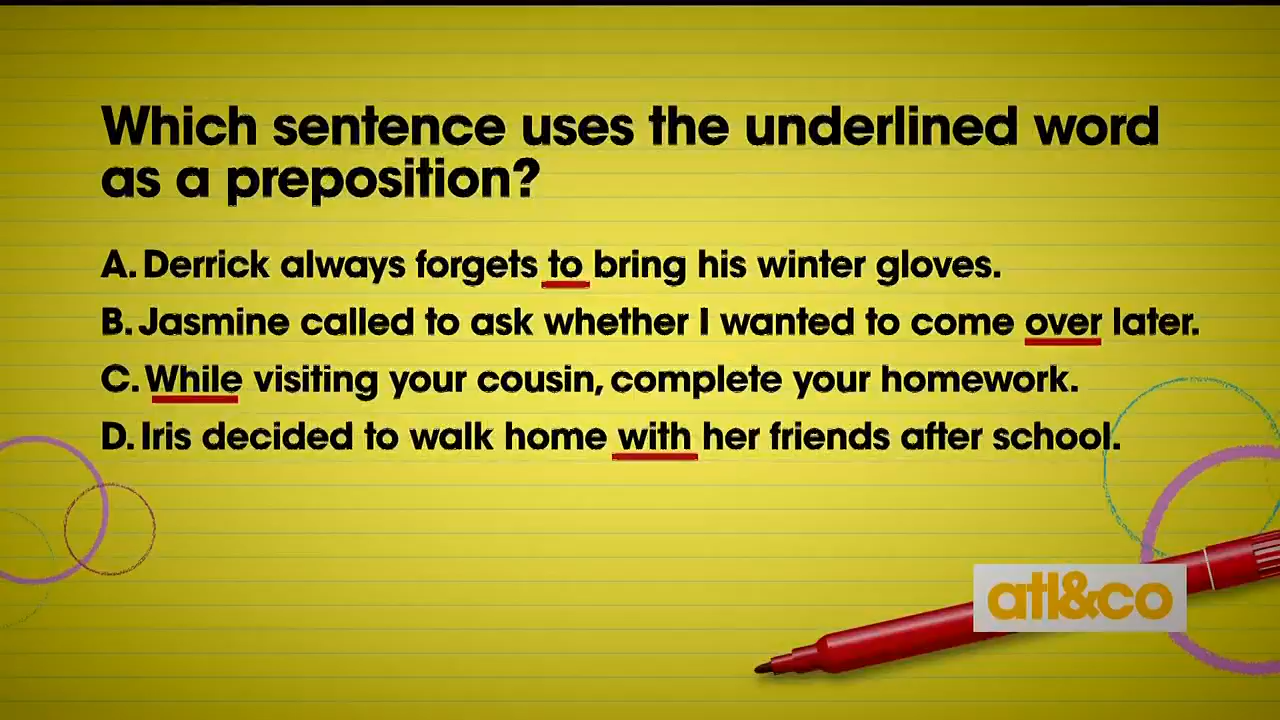 Which sentence uses the underlined word
as a preposition?
A. Derrick always forgets to bring his winter gloves.
B. Jasmine called to ask whether I wanted to come over later.
C. While visiting your cousin, complete your homework.
D. Iris decided to walk home with her friends after school.
atl&co